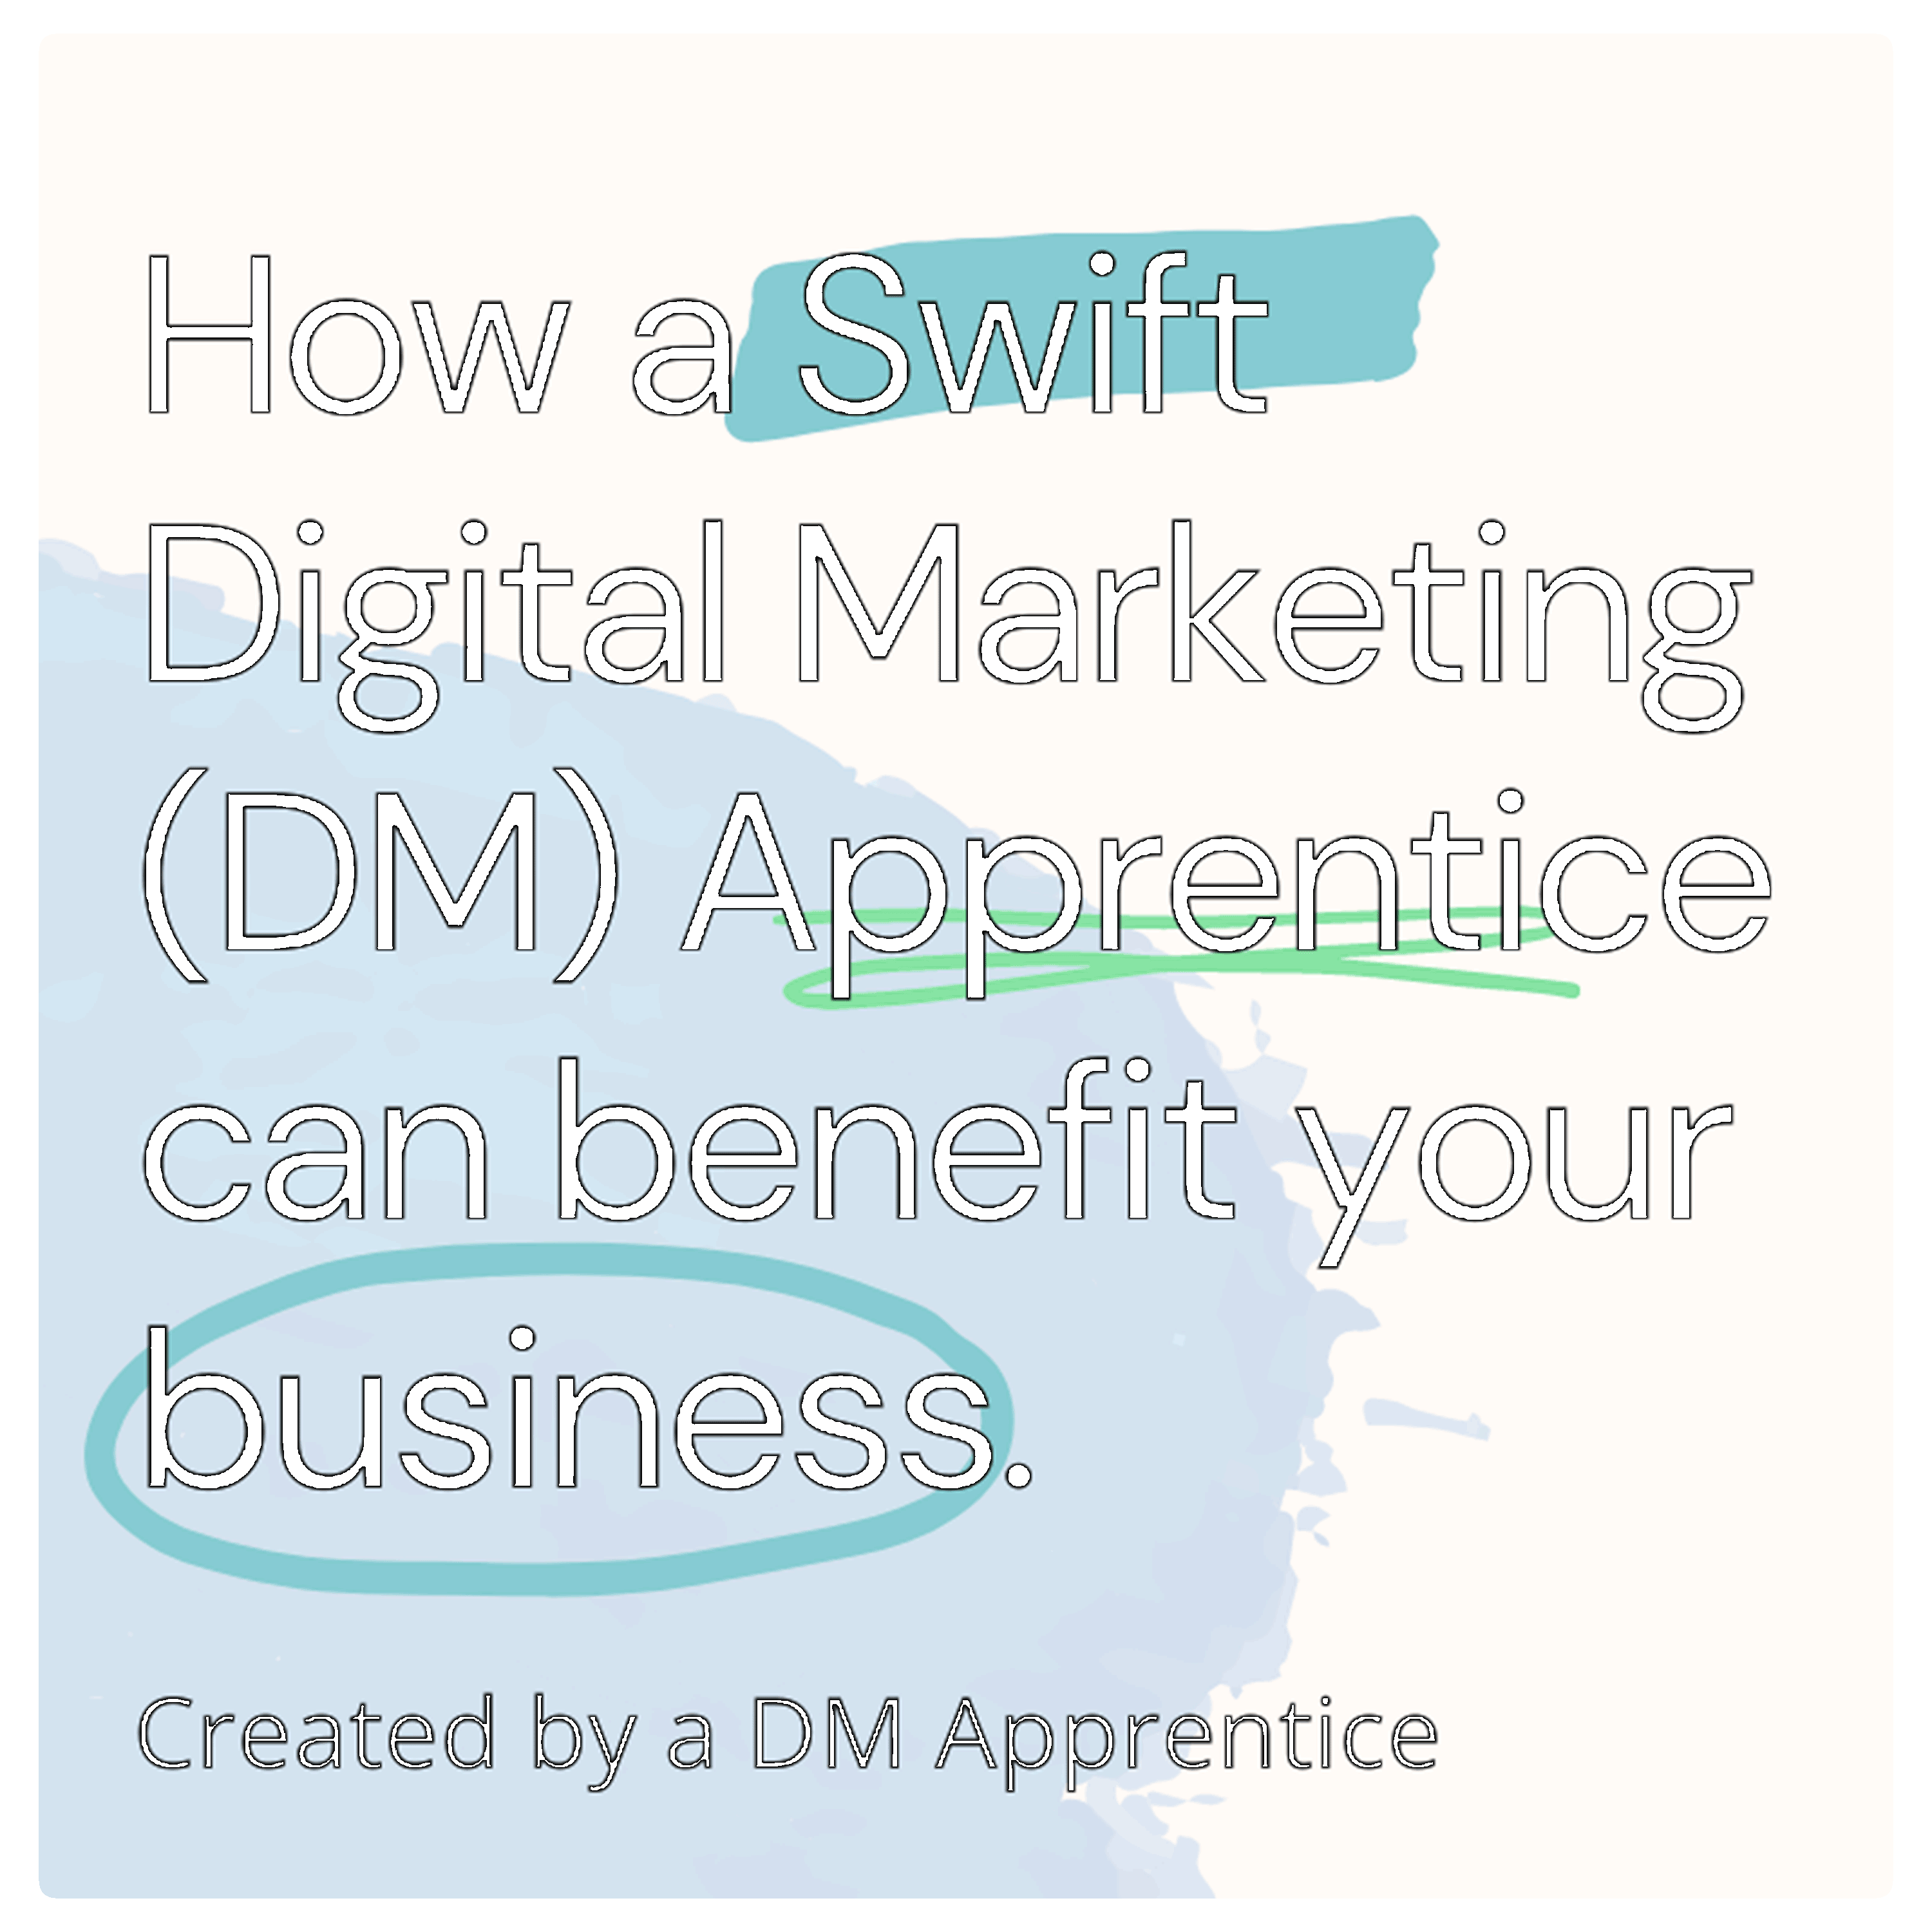 How a Swift
Digital Marketing
(DM) Apprentice
can benefit your
business.
Created by a DM Apprentice